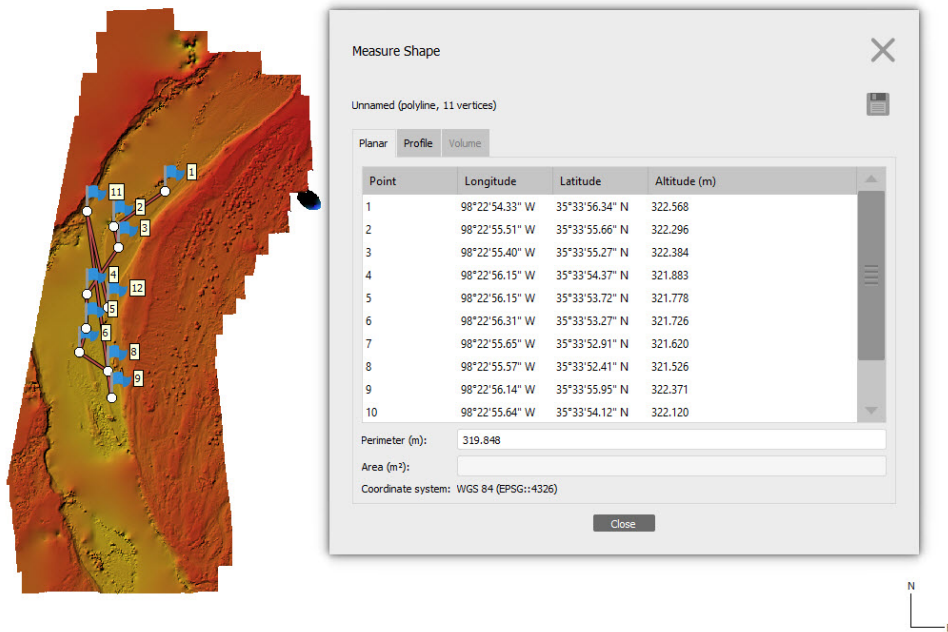 Measure Shape
Unnamed (polyline, 11 vertices)
Planar Profile Volume
Point Longitude Latitude Altitude (m)
1 98°22'54.33" W 35°33'56.34" N 322.568
2 98°22'55.51" W 35°33'55.66" N 322.296
3 98°22'55.40" W 35°33'55.27" N 322.384
4 98°22'56.15" W 35°33'54.37" N 321.883
5 98°22'56.15" W 35°33'53.72" N 321.778
6 98°22'56.31" W 35°33'53.27" N 321.726
7 98°22'55.65" W 35°33'52.91" N 321.620
8 98°22'55.57" W 35°33'52.41" N 321.526
9 98°22'56.14" W 35°33'55.95" N 322.371
10 98°22'55.64" W 35°33'54.12" N 322.120
Perimeter (m): 319.848
Area (m²):
Coordinate system: WGS 84 (EPSG::4326)
Close
1
11
2
3
4
12
5
6
8
9
N